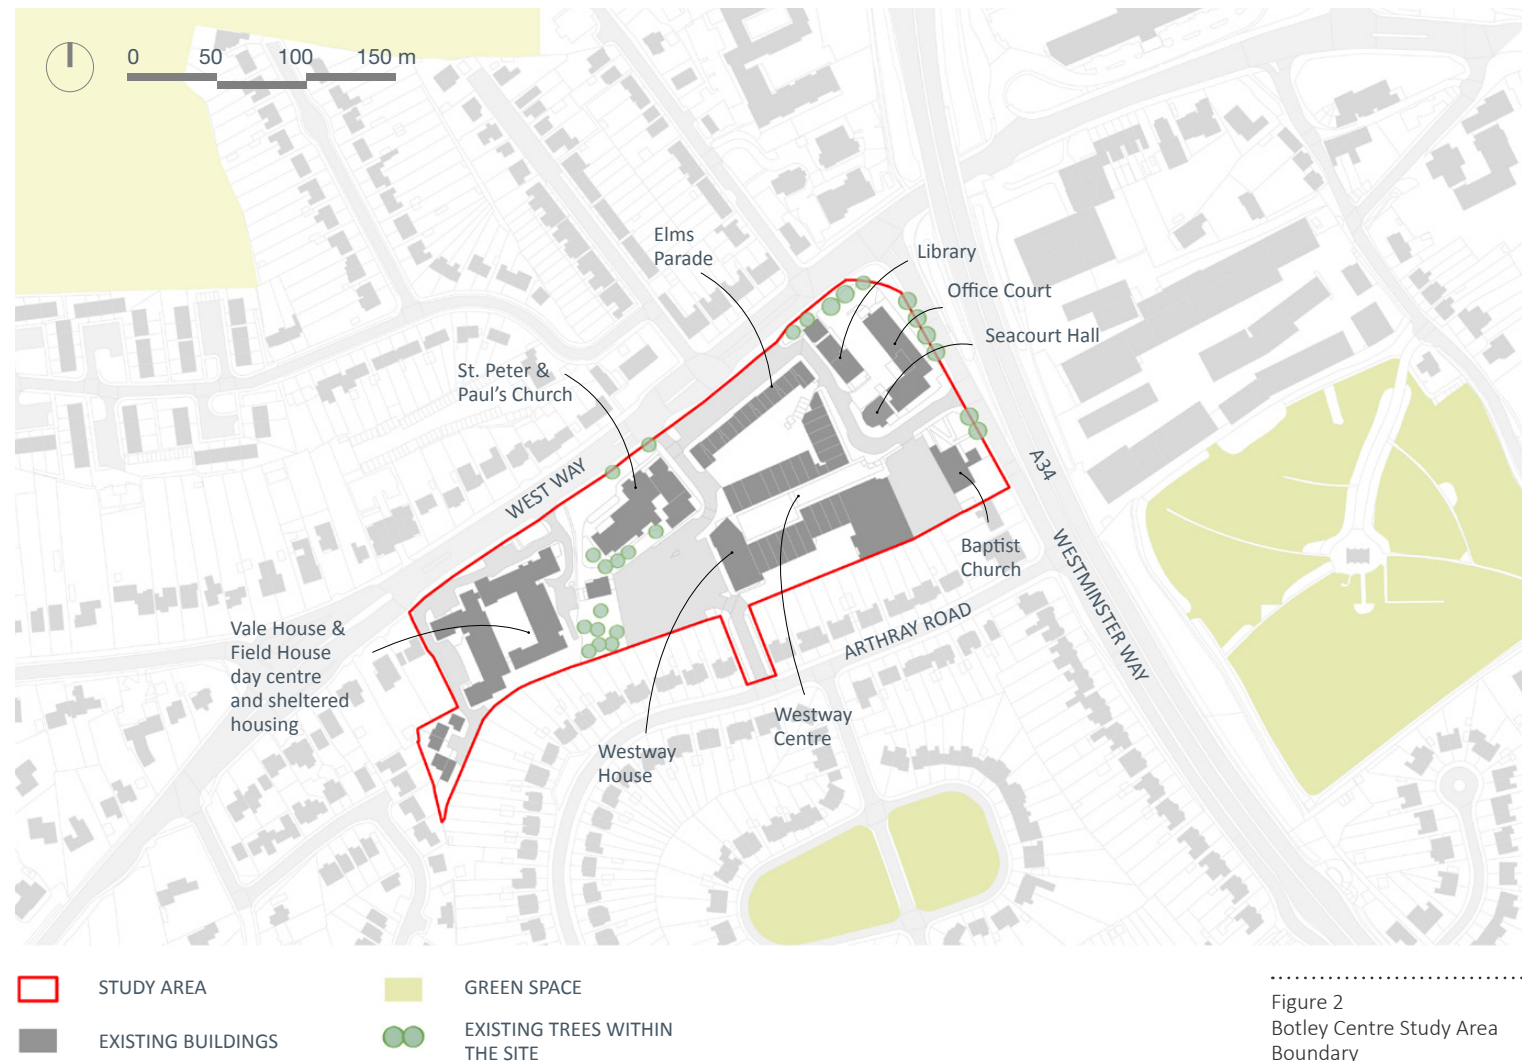 0 50 100 150 m
Elms
Parade
Library
Office Court
Seacourt Hall
St. Peter &
Paul's Church
WEST WAY
A34
WESTMINSTER WAY
Baptist
Church
ARTHRAY ROAD
Vale House &
Field House
day centre
and sheltered
housing
Westway
House
Westway
Centre
STUDY AREA
GREEN SPACE
EXISTING BUILDINGS
EXISTING TREES WITHIN
THE SITE
Figure 2
Botley Centre Study Area
Boundary